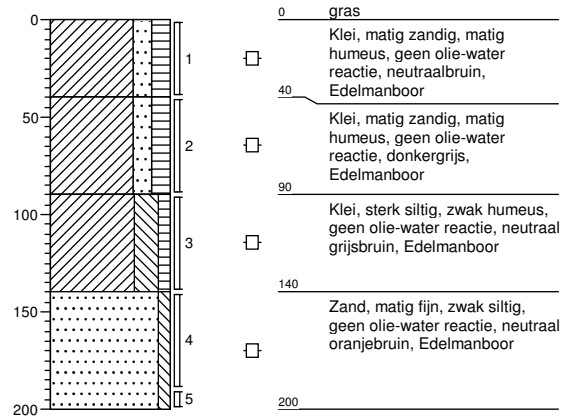 0
50
100
150
200
1
2
3
4
5
0 gras
Klei, matig zandig, matig
humeus, geen olie-water
reactie, neutraalbruin,
Edelmanboor
40
Klei, matig zandig, matig
humeus, geen olie-water
reactie, donkergrijs,
Edelmanboor
90
Klei, sterk siltig, zwak humeus,
geen olie-water reactie, neutraal
grijsbruin, Edelmanboor
140
Zand, matig fijn, zwak siltig,
geen olie-water reactie, neutraal
oranjebruin, Edelmanboor
200